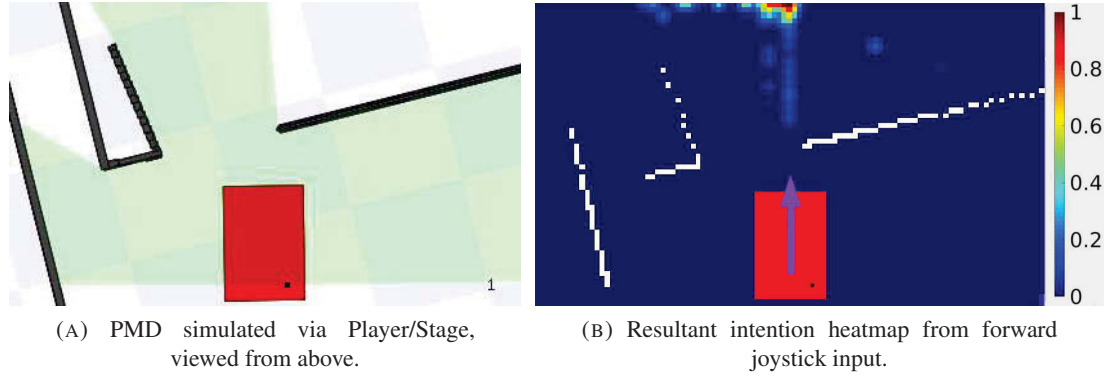 1
1
0.8
0.6
0.4
0.2
0
(A) PMD simulated via Player/Stage,
viewed from above.
(B) Resultant intention heatmap from forward
joystick input.